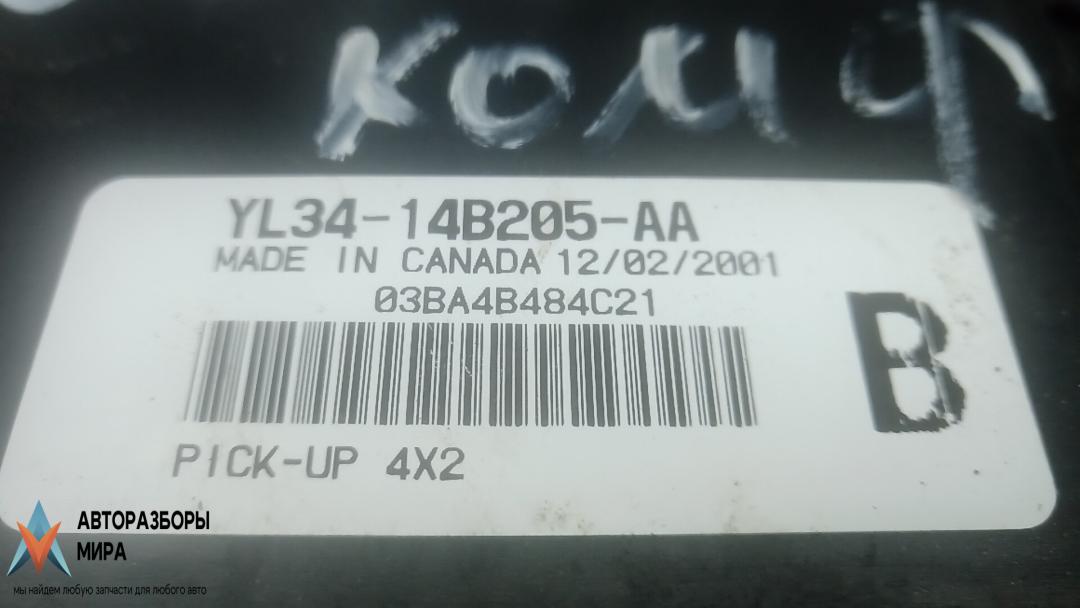 комф
YL34-14B205-AA
MADE IN CANADA 12/02/2001
03BA4B484C21
B
PICK-UP 4X2
АВТОРАЗБОРЫ
МИРА
мы найдем любую запчасти для любого авто